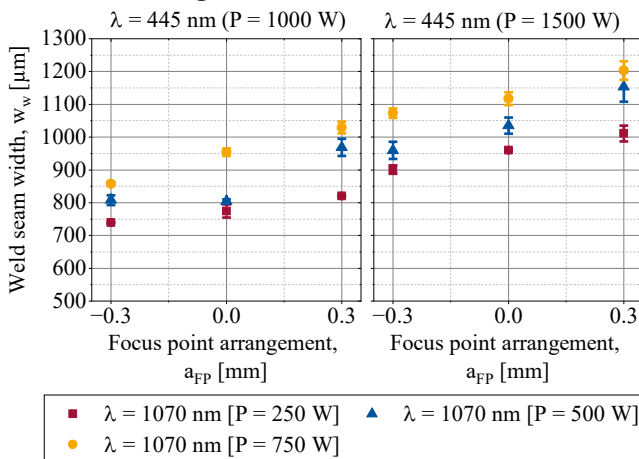 λ = 445 nm (P = 1000 W) λ = 445 nm (P = 1500 W)
Weld seam width, w_w [µm]
1300
1200
1100
1000
900
800
700
600
500
−0.3 0.0 0.3 −0.3 0.0 0.3
Focus point arrangement, Focus point arrangement,
a_FP [mm] a_FP [mm]
λ = 1070 nm [P = 250 W] λ = 1070 nm [P = 500 W]
λ = 1070 nm [P = 750 W]